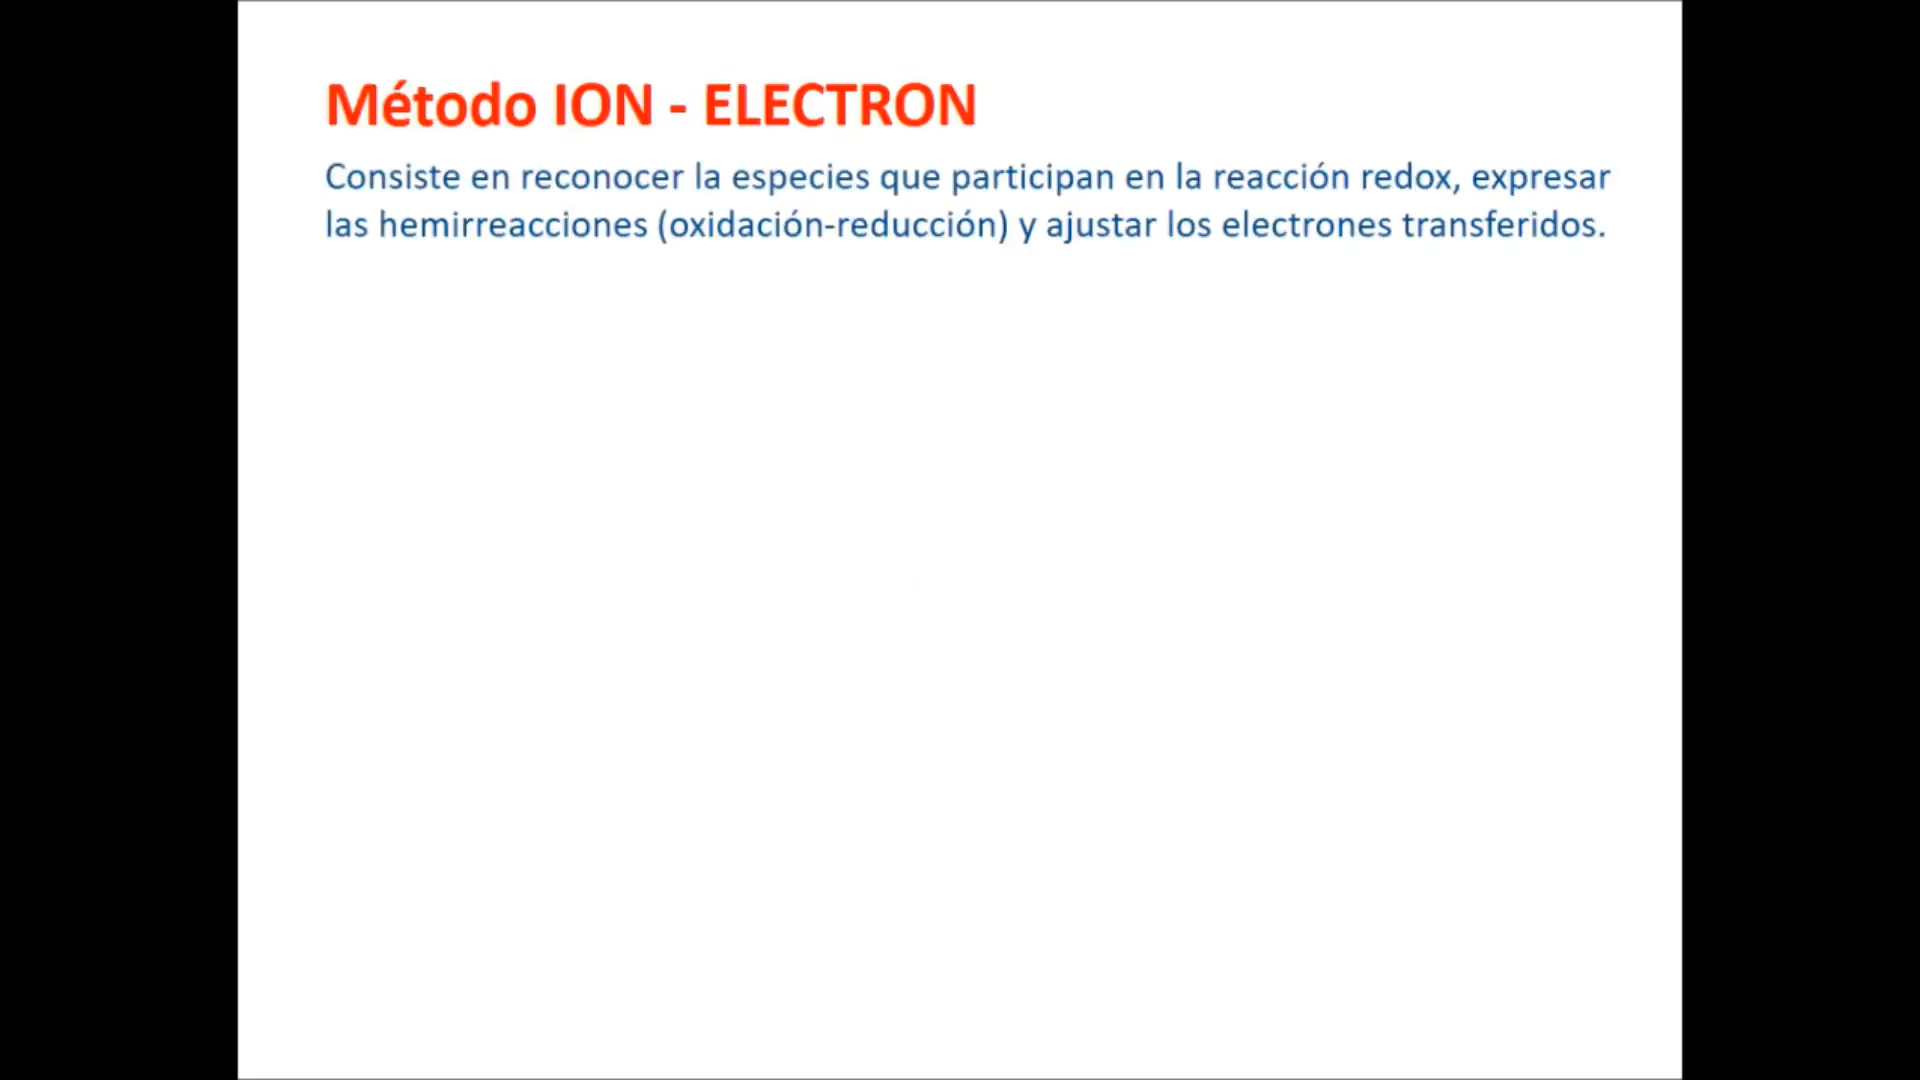 Método ION - ELECTRON
Consiste en reconocer la especies que participan en la reacción redox, expresar
las hemirreacciones (oxidación-reducción) y ajustar los electrones transferidos.